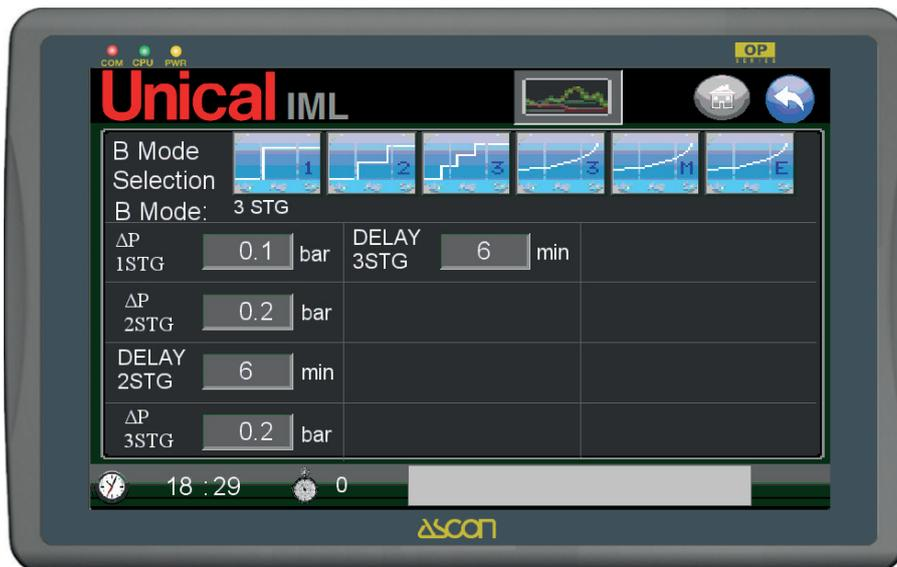 COM CPU PWR
OP
SERIES
Unical IML
B Mode
Selection
1
2
3
3
M
E
B Mode: 3 STG
ΔP
1STG
0.1 bar
DELAY
3STG
6 min
ΔP
2STG
0.2 bar
DELAY
2STG
6 min
ΔP
3STG
0.2 bar
18 : 29
0
ascon